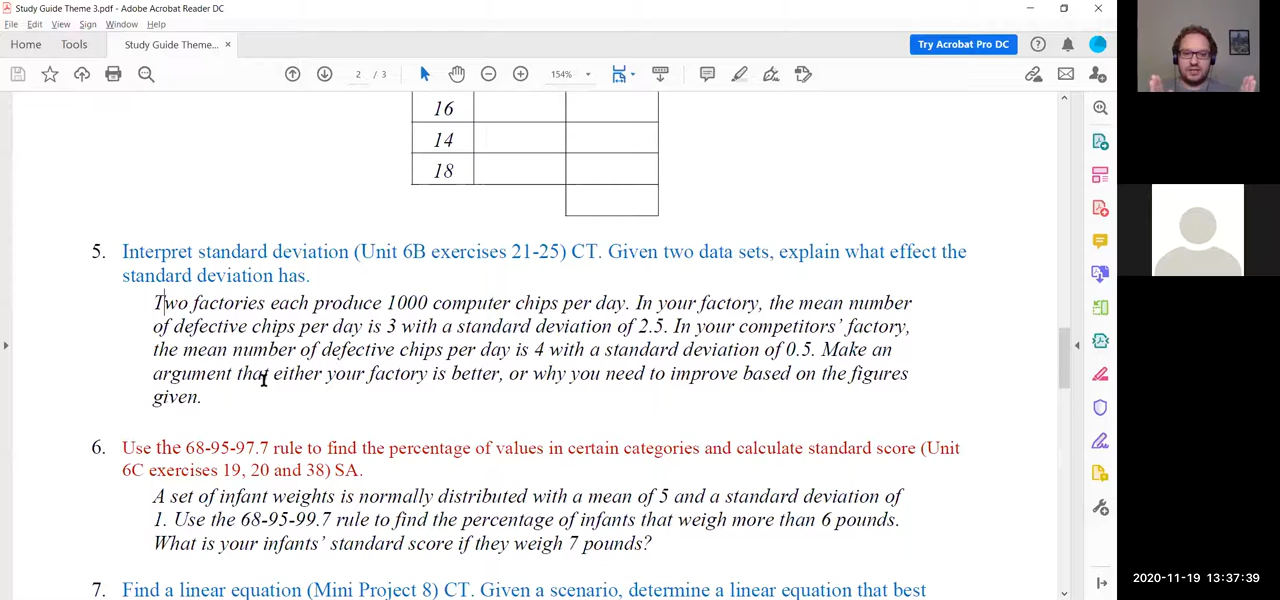 Study Guide Theme 3.pdf - Adobe Acrobat Reader DC
File Edit View Sign Window Help
Home Tools Study Guide Theme... × Try Acrobat Pro DC
2 / 3 154%
16
14
18
5. Interpret standard deviation (Unit 6B exercises 21-25) CT. Given two data sets, explain what effect the
standard deviation has.
Two factories each produce 1000 computer chips per day. In your factory, the mean number
of defective chips per day is 3 with a standard deviation of 2.5. In your competitors' factory,
the mean number of defective chips per day is 4 with a standard deviation of 0.5. Make an
argument that either your factory is better, or why you need to improve based on the figures
given.
6. Use the 68-95-97.7 rule to find the percentage of values in certain categories and calculate standard score (Unit
6C exercises 19, 20 and 38) SA.
A set of infant weights is normally distributed with a mean of 5 and a standard deviation of
1. Use the 68-95-99.7 rule to find the percentage of infants that weigh more than 6 pounds.
What is your infants' standard score if they weigh 7 pounds?
7. Find a linear equation (Mini Project 8) CT. Given a scenario, determine a linear equation that best
2020-11-19 13:37:39